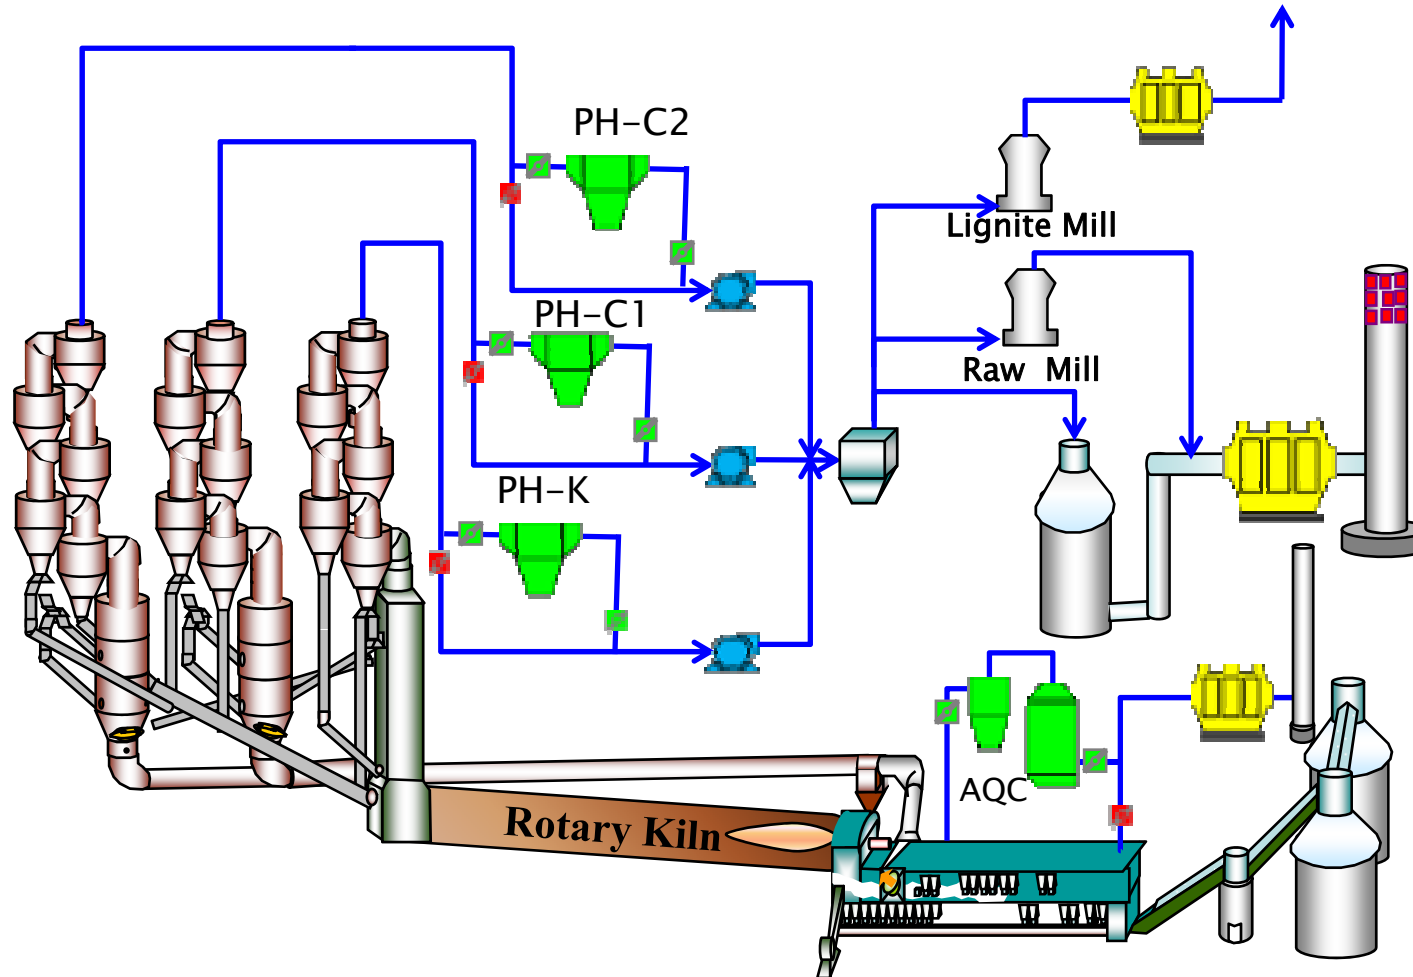 PH-C2
Lignite Mill
PH-C1
Raw Mill
PH-K
AQC
Rotary Kiln